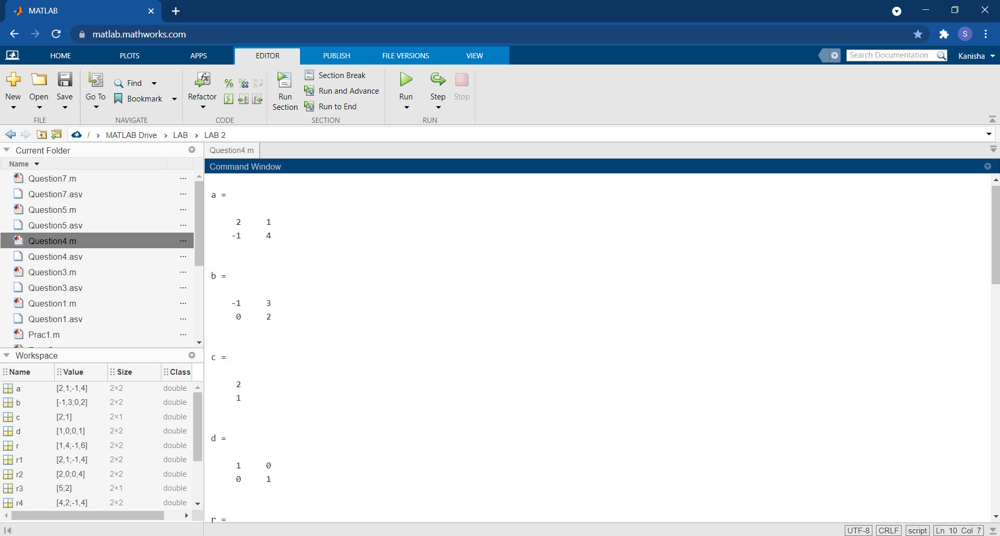 MATLAB
matlab.mathworks.com
S
HOME PLOTS APPS EDITOR PUBLISH FILE VERSIONS VIEW Search Documentation Kanisha
New Open Save Go To Find Bookmark Refactor Run Section Section Break Run and Advance Run to End Run Step Stop
FILE NAVIGATE CODE SECTION RUN
/ › MATLAB Drive › LAB › LAB 2
Current Folder
Name
Question7.m ...
Question7.asv ...
Question5.m ...
Question5.asv ...
Question4.m ...
Question4.asv ...
Question3.m ...
Question3.asv ...
Question1.m ...
Question1.asv ...
Prac1.m ...
Workspace
Name Value Size Class
a [2,1;-1,4] 2×2 double
b [-1,3;0,2] 2×2 double
c [2;1] 2×1 double
d [1,0;0,1] 2×2 double
r [1,4;-1,6] 2×2 double
r1 [2,1;-1,4] 2×2 double
r2 [2,0;0,4] 2×2 double
r3 [5;2] 2×1 double
r4 [4,2;-1,4] 2×2 double
Question4.m
Command Window
a =
2 1
-1 4
b =
-1 3
0 2
c =
2
1
d =
1 0
0 1
r =
UTF-8 CRLF script Ln 10 Col 7